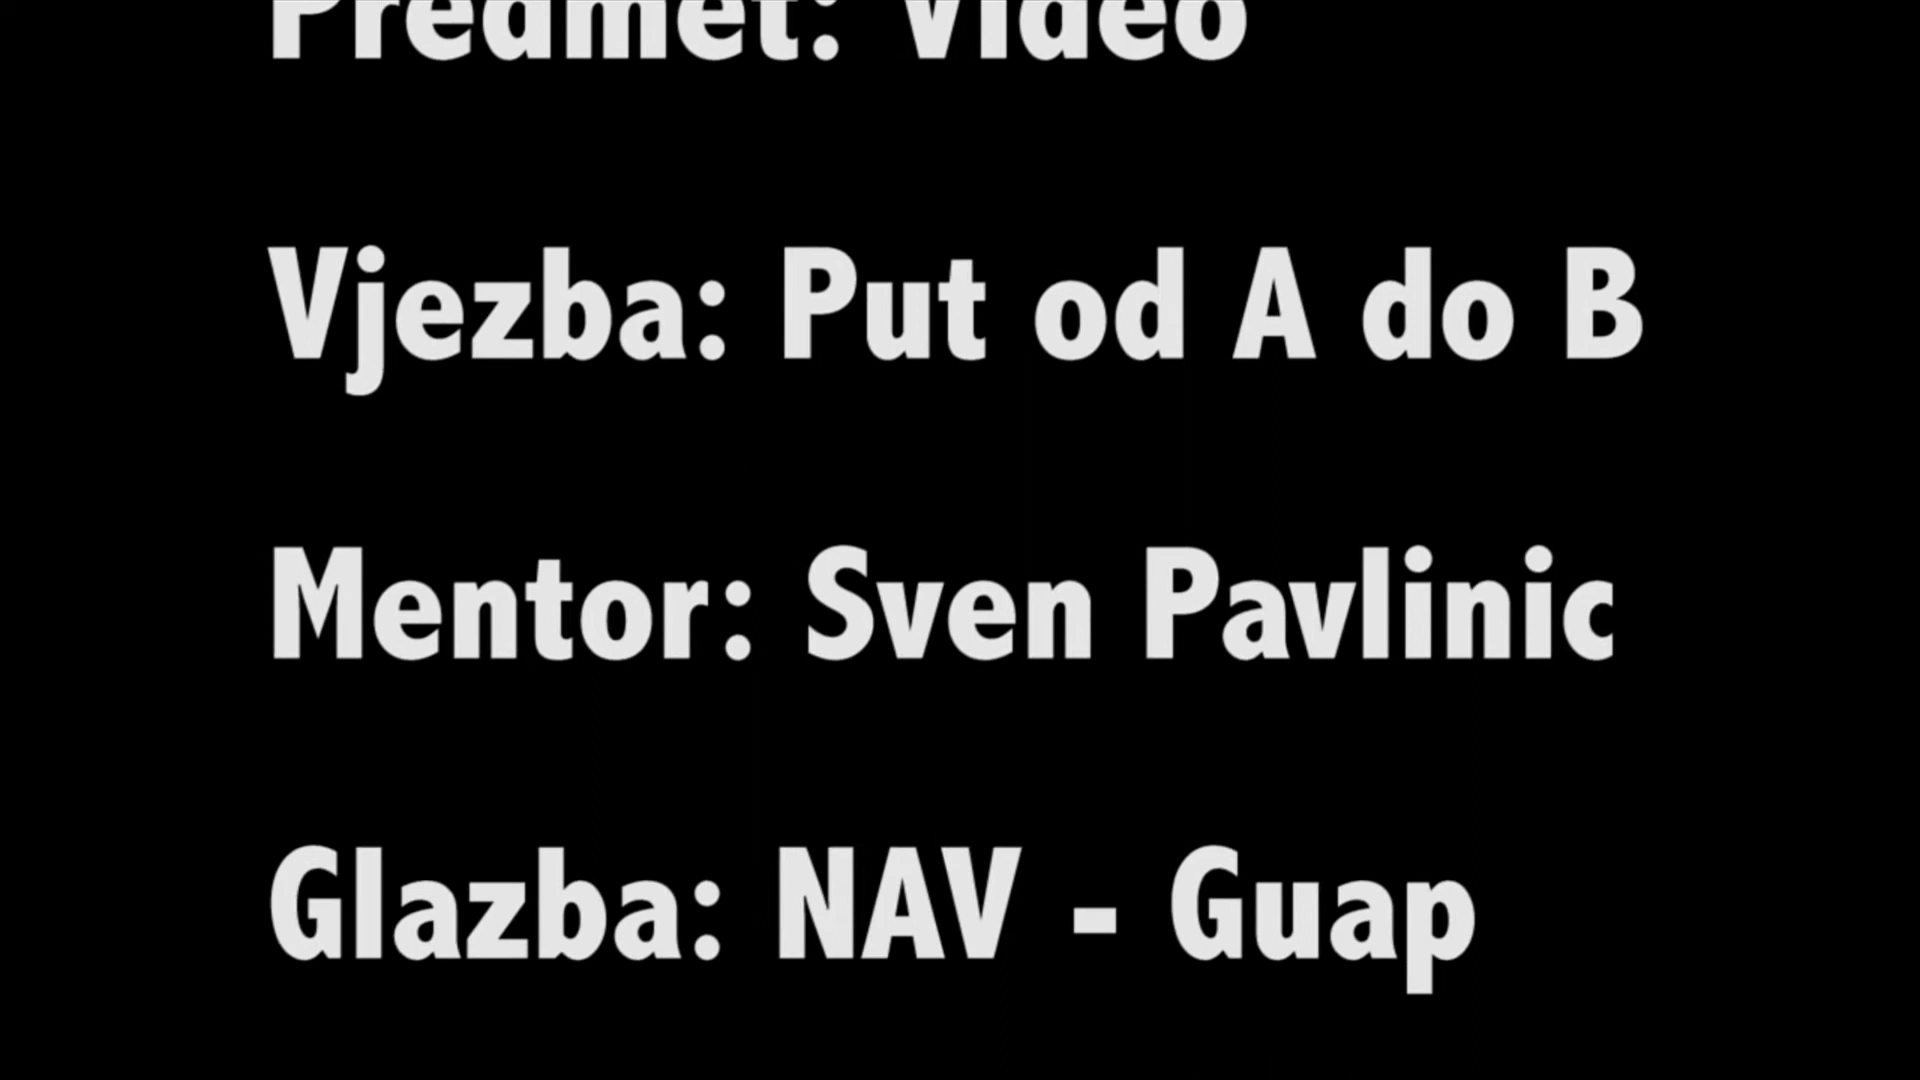 Predmet: Video
Vjezba: Put od A do B
Mentor: Sven Pavlinic
Glazba: NAV - Guap